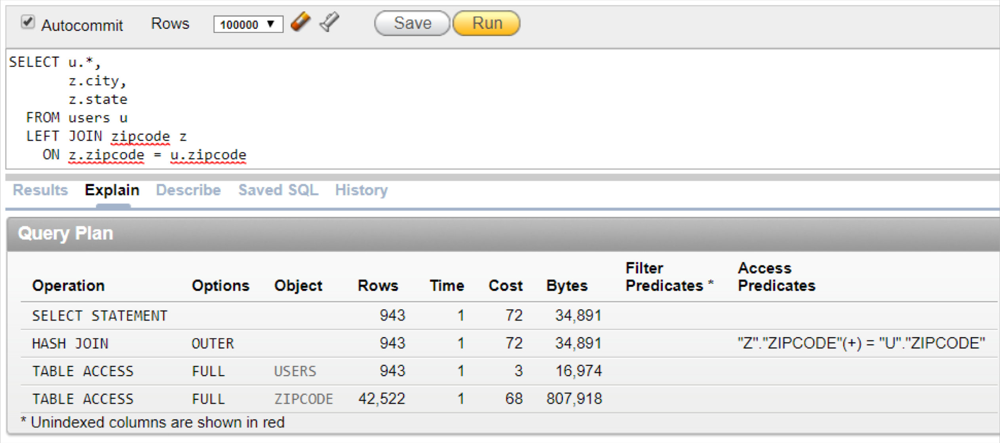 Autocommit Rows 100000 ▼ Save Run
SELECT u.*,
       z.city,
       z.state
  FROM users u
  LEFT JOIN zipcode z
    ON z.zipcode = u.zipcode
Results Explain Describe Saved SQL History
Query Plan
Operation Options Object Rows Time Cost Bytes Filter Predicates * Access Predicates
SELECT STATEMENT 943 1 72 34,891
HASH JOIN OUTER 943 1 72 34,891 "Z"."ZIPCODE"(+) = "U"."ZIPCODE"
TABLE ACCESS FULL USERS 943 1 3 16,974
TABLE ACCESS FULL ZIPCODE 42,522 1 68 807,918
* Unindexed columns are shown in red